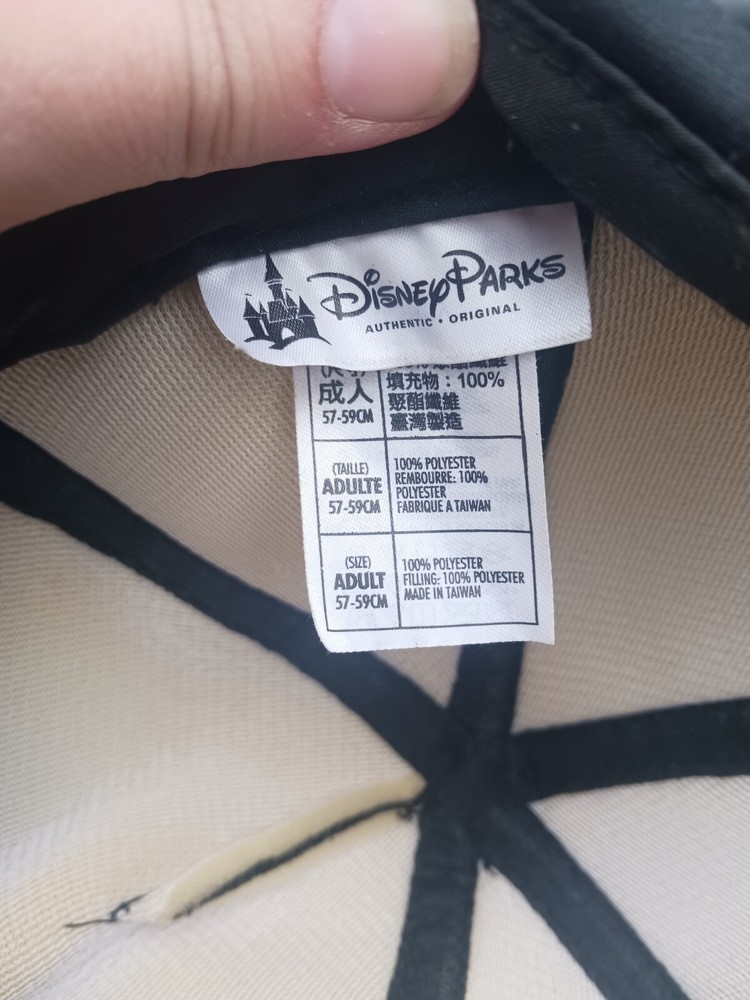 DISNEY PARKS
AUTHENTIC • ORIGINAL
成人
57-59CM
填充物：100%
聚酯纖維
臺灣製造
(TAILLE)
ADULTE
57-59CM
100% POLYESTER
REMBOURRE: 100%
POLYESTER
FABRIQUE A TAIWAN
(SIZE)
ADULT
57-59CM
100% POLYESTER
FILLING: 100% POLYESTER
MADE IN TAIWAN